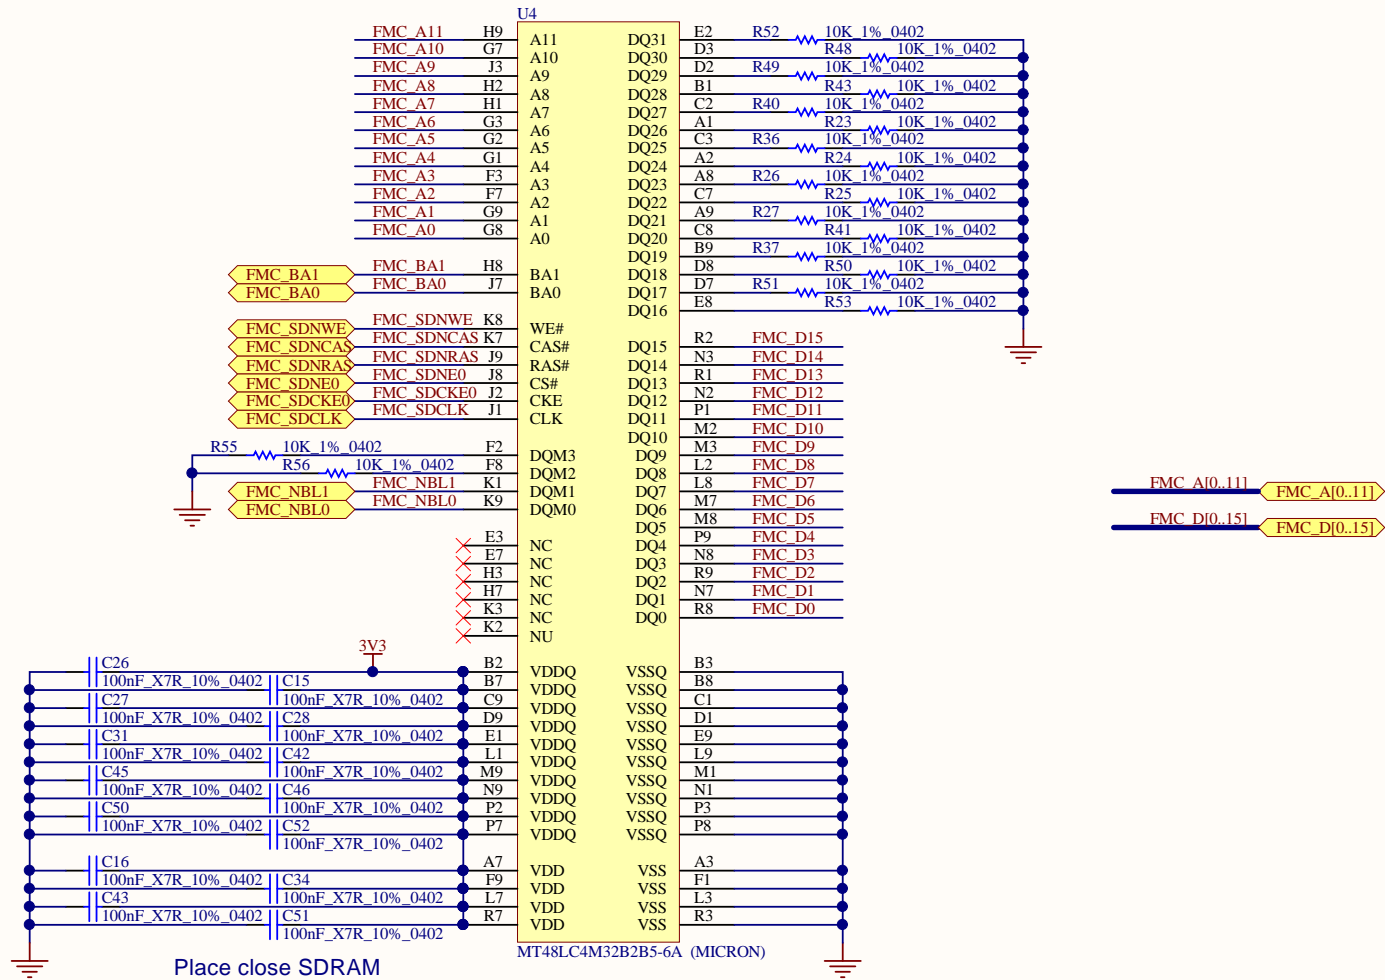 U4
FMC_A11 H9 A11 DQ31 E2 R52 10K_1%_0402
FMC_A10 G7 A10 DQ30 D3 R48 10K_1%_0402
FMC_A9 J3 A9 DQ29 D2 R49 10K_1%_0402
FMC_A8 H2 A8 DQ28 B1 R43 10K_1%_0402
FMC_A7 H1 A7 DQ27 C2 R40 10K_1%_0402
FMC_A6 G3 A6 DQ26 A1 R23 10K_1%_0402
FMC_A5 G2 A5 DQ25 C3 R36 10K_1%_0402
FMC_A4 G1 A4 DQ24 A2 R24 10K_1%_0402
FMC_A3 F3 A3 DQ23 A8 R26 10K_1%_0402
FMC_A2 F7 A2 DQ22 C7 R25 10K_1%_0402
FMC_A1 G9 A1 DQ21 A9 R27 10K_1%_0402
FMC_A0 G8 A0 DQ20 C8 R41 10K_1%_0402
DQ19 B9 R37 10K_1%_0402
FMC_BA1 FMC_BA1 H8 BA1 DQ18 D8 R50 10K_1%_0402
FMC_BA0 FMC_BA0 J7 BA0 DQ17 D7 R51 10K_1%_0402
DQ16 E8 R53 10K_1%_0402
FMC_SDNWE FMC_SDNWE K8 WE#
FMC_SDNCAS FMC_SDNCAS K7 CAS# DQ15 R2 FMC_D15
FMC_SDNRAS FMC_SDNRAS J9 RAS# DQ14 N3 FMC_D14
FMC_SDNE0 FMC_SDNE0 J8 CS# DQ13 R1 FMC_D13
FMC_SDCKE0 FMC_SDCKE0 J2 CKE DQ12 N2 FMC_D12
FMC_SDCLK FMC_SDCLK J1 CLK DQ11 P1 FMC_D11
DQ10 M2 FMC_D10
R55 10K_1%_0402 F2 DQM3 DQ9 M3 FMC_D9
R56 10K_1%_0402 F8 DQM2 DQ8 L2 FMC_D8
FMC_NBL1 FMC_NBL1 K1 DQM1 DQ7 L8 FMC_D7 FMC_A[0..11] FMC_A[0..11]
FMC_NBL0 FMC_NBL0 K9 DQM0 DQ6 M7 FMC_D6
DQ5 M8 FMC_D5 FMC_D[0..15] FMC_D[0..15]
E3 NC DQ4 P9 FMC_D4
E7 NC DQ3 N8 FMC_D3
H3 NC DQ2 R9 FMC_D2
H7 NC DQ1 N7 FMC_D1
K3 NC DQ0 R8 FMC_D0
K2 NU
3V3
C26 B2 VDDQ VSSQ B3
100nF_X7R_10%_0402 C15 B7 VDDQ VSSQ B8
C27 100nF_X7R_10%_0402 C9 VDDQ VSSQ C1
100nF_X7R_10%_0402 C28 D9 VDDQ VSSQ D1
C31 100nF_X7R_10%_0402 E1 VDDQ VSSQ E9
100nF_X7R_10%_0402 C42 L1 VDDQ VSSQ L9
C45 100nF_X7R_10%_0402 M9 VDDQ VSSQ M1
100nF_X7R_10%_0402 C46 N9 VDDQ VSSQ N1
C50 100nF_X7R_10%_0402 P2 VDDQ VSSQ P3
100nF_X7R_10%_0402 C52 P7 VDDQ VSSQ P8
100nF_X7R_10%_0402
C16 A7 VDD VSS A3
100nF_X7R_10%_0402 C34 F9 VDD VSS F1
C43 100nF_X7R_10%_0402 L7 VDD VSS L3
100nF_X7R_10%_0402 C51 R7 VDD VSS R3
100nF_X7R_10%_0402
MT48LC4M32B2B5-6A (MICRON)
Place close SDRAM